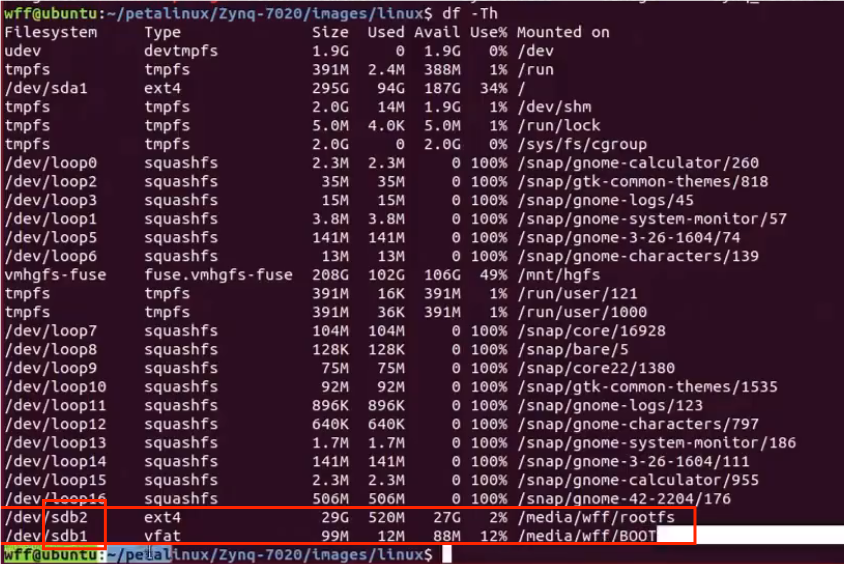 wff@ubuntu:~/petalinux/Zynq-7020/images/linux$ df -Th
Filesystem Type Size Used Avail Use% Mounted on
udev devtmpfs 1.9G 0 1.9G 0% /dev
tmpfs tmpfs 391M 2.4M 388M 1% /run
/dev/sda1 ext4 295G 94G 187G 34% /
tmpfs tmpfs 2.0G 14M 1.9G 1% /dev/shm
tmpfs tmpfs 5.0M 4.0K 5.0M 1% /run/lock
tmpfs tmpfs 2.0G 0 2.0G 0% /sys/fs/cgroup
/dev/loop0 squashfs 2.3M 2.3M 0 100% /snap/gnome-calculator/260
/dev/loop2 squashfs 35M 35M 0 100% /snap/gtk-common-themes/818
/dev/loop3 squashfs 15M 15M 0 100% /snap/gnome-logs/45
/dev/loop1 squashfs 3.8M 3.8M 0 100% /snap/gnome-system-monitor/57
/dev/loop5 squashfs 141M 141M 0 100% /snap/gnome-3-26-1604/74
/dev/loop6 squashfs 13M 13M 0 100% /snap/gnome-characters/139
vmhgfs-fuse fuse.vmhgfs-fuse 208G 102G 106G 49% /mnt/hgfs
tmpfs tmpfs 391M 16K 391M 1% /run/user/121
tmpfs tmpfs 391M 36K 391M 1% /run/user/1000
/dev/loop7 squashfs 104M 104M 0 100% /snap/core/16928
/dev/loop8 squashfs 128K 128K 0 100% /snap/bare/5
/dev/loop9 squashfs 75M 75M 0 100% /snap/core22/1380
/dev/loop10 squashfs 92M 92M 0 100% /snap/gtk-common-themes/1535
/dev/loop11 squashfs 896K 896K 0 100% /snap/gnome-logs/123
/dev/loop12 squashfs 640K 640K 0 100% /snap/gnome-characters/797
/dev/loop13 squashfs 1.7M 1.7M 0 100% /snap/gnome-system-monitor/186
/dev/loop14 squashfs 141M 141M 0 100% /snap/gnome-3-26-1604/111
/dev/loop15 squashfs 2.3M 2.3M 0 100% /snap/gnome-calculator/955
/dev/loop16 squashfs 506M 506M 0 100% /snap/gnome-42-2204/176
/dev/sdb2 ext4 29G 520M 27G 2% /media/wff/rootfs
/dev/sdb1 vfat 99M 12M 88M 12% /media/wff/BOOT
wff@ubuntu:~/petalinux/Zynq-7020/images/linux$